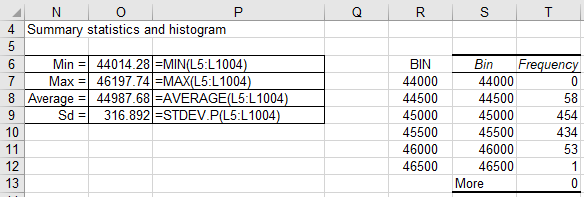 N O P Q R S T
4 Summary statistics and histogram
5
6 Min = 44014.28 =MIN(L5:L1004) BIN Bin Frequency
7 Max = 46197.74 =MAX(L5:L1004) 44000 44000 0
8 Average = 44987.68 =AVERAGE(L5:L1004) 44500 44500 58
9 Sd = 316.892 =STDEV.P(L5:L1004) 45000 45000 454
10 45500 45500 434
11 46000 46000 53
12 46500 46500 1
13 More 0